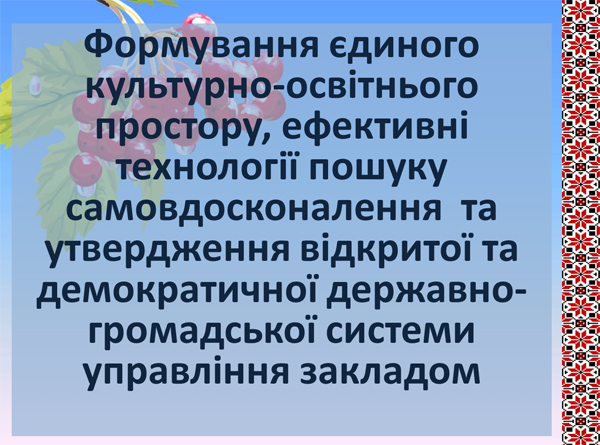 Формування єдиного
культурно-освітнього
простору, ефективні
технології пошуку
самовдосконалення та
утвердження відкритої та
демократичної державно-
громадської системи
управління закладом